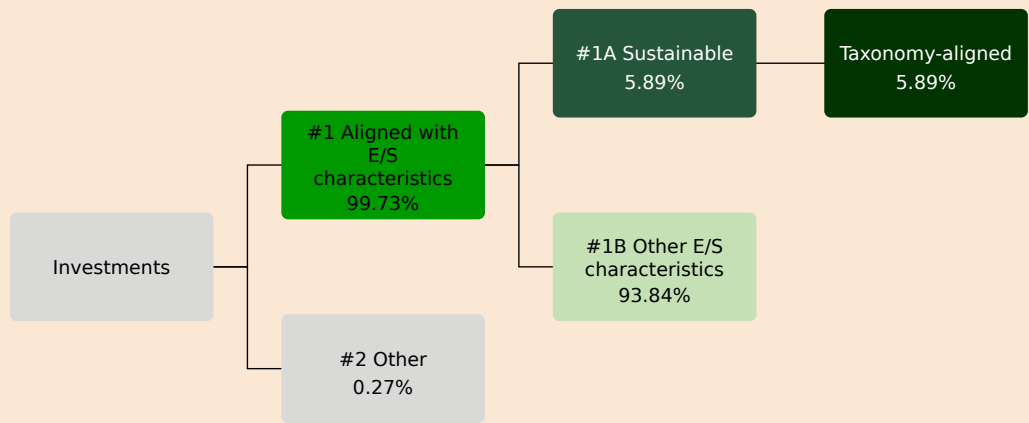 Investments
#1 Aligned with
E/S
characteristics
99.73%
#2 Other
0.27%
#1A Sustainable
5.89%
#1B Other E/S
characteristics
93.84%
Taxonomy-aligned
5.89%